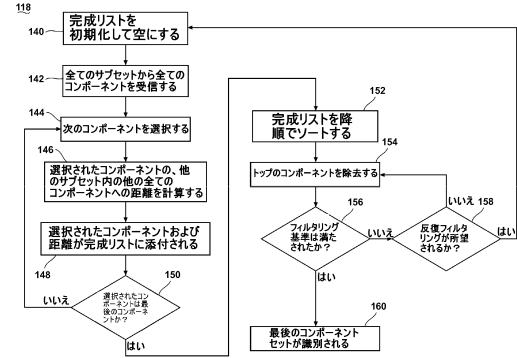 118
140
完成リストを
初期化して空にする
142
全てのサブセットから全ての
コンポーネントを受信する
144
次のコンポーネントを選択する
146
選択されたコンポーネントの、他
のサブセット内の他の全ての
コンポーネントへの距離を計算する
選択されたコンポーネントおよび
距離が完成リストに添付される
148
150
選択されたコン
ポーネントは最
後のコンポーネ
ントか？
いいえ
はい
152
完成リストを降
順でソートする
154
トップのコンポーネントを除去する
156
フィルタリング
基準は満た
されたか？
いいえ
はい
158
反復フィルタ
リングが所望
されるか？
いいえ
はい
160
最後のコンポーネント
セットが識別される